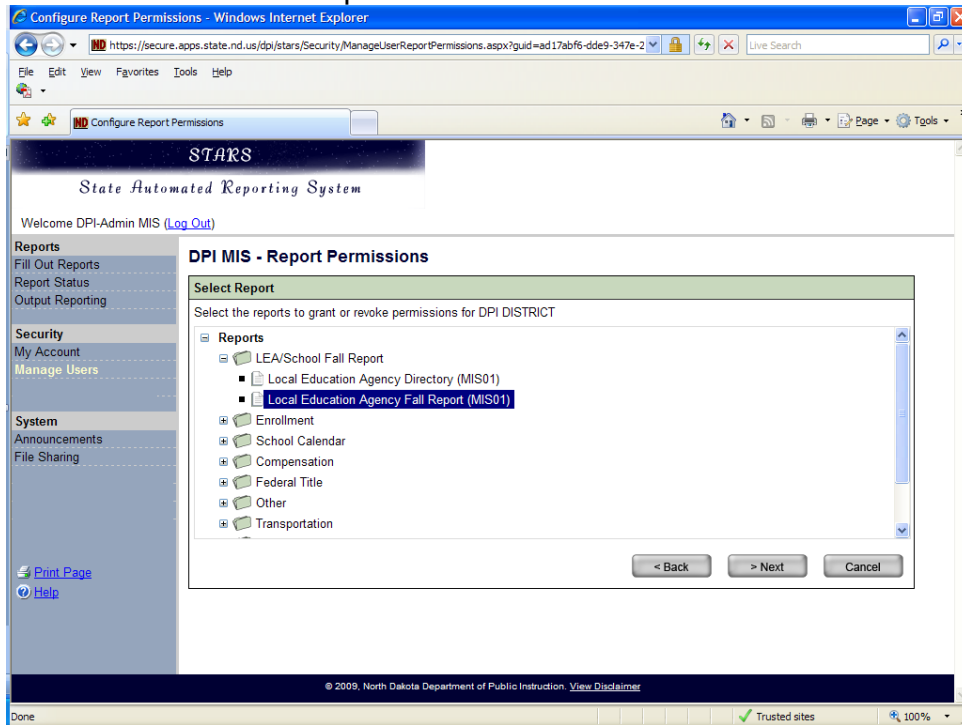 Configure Report Permissions - Windows Internet Explorer
https://secure.apps.state.nd.us/dpi/stars/Security/ManageUserReportPermissions.aspx?guid=ad17abf6-dde9-347e-2
Live Search
File Edit View Favorites Tools Help
ND Configure Report Permissions
Page Tools
STARS
State Automated Reporting System
Welcome DPI-Admin MIS (Log Out)
Reports
Fill Out Reports
Report Status
Output Reporting
Security
My Account
Manage Users
System
Announcements
File Sharing
Print Page
Help
DPI MIS - Report Permissions
Select Report
Select the reports to grant or revoke permissions for DPI DISTRICT
Reports
LEA/School Fall Report
Local Education Agency Directory (MIS01)
Local Education Agency Fall Report (MIS01)
Enrollment
School Calendar
Compensation
Federal Title
Other
Transportation
< Back > Next Cancel
© 2009, North Dakota Department of Public Instruction. View Disclaimer
Done Trusted sites 100%